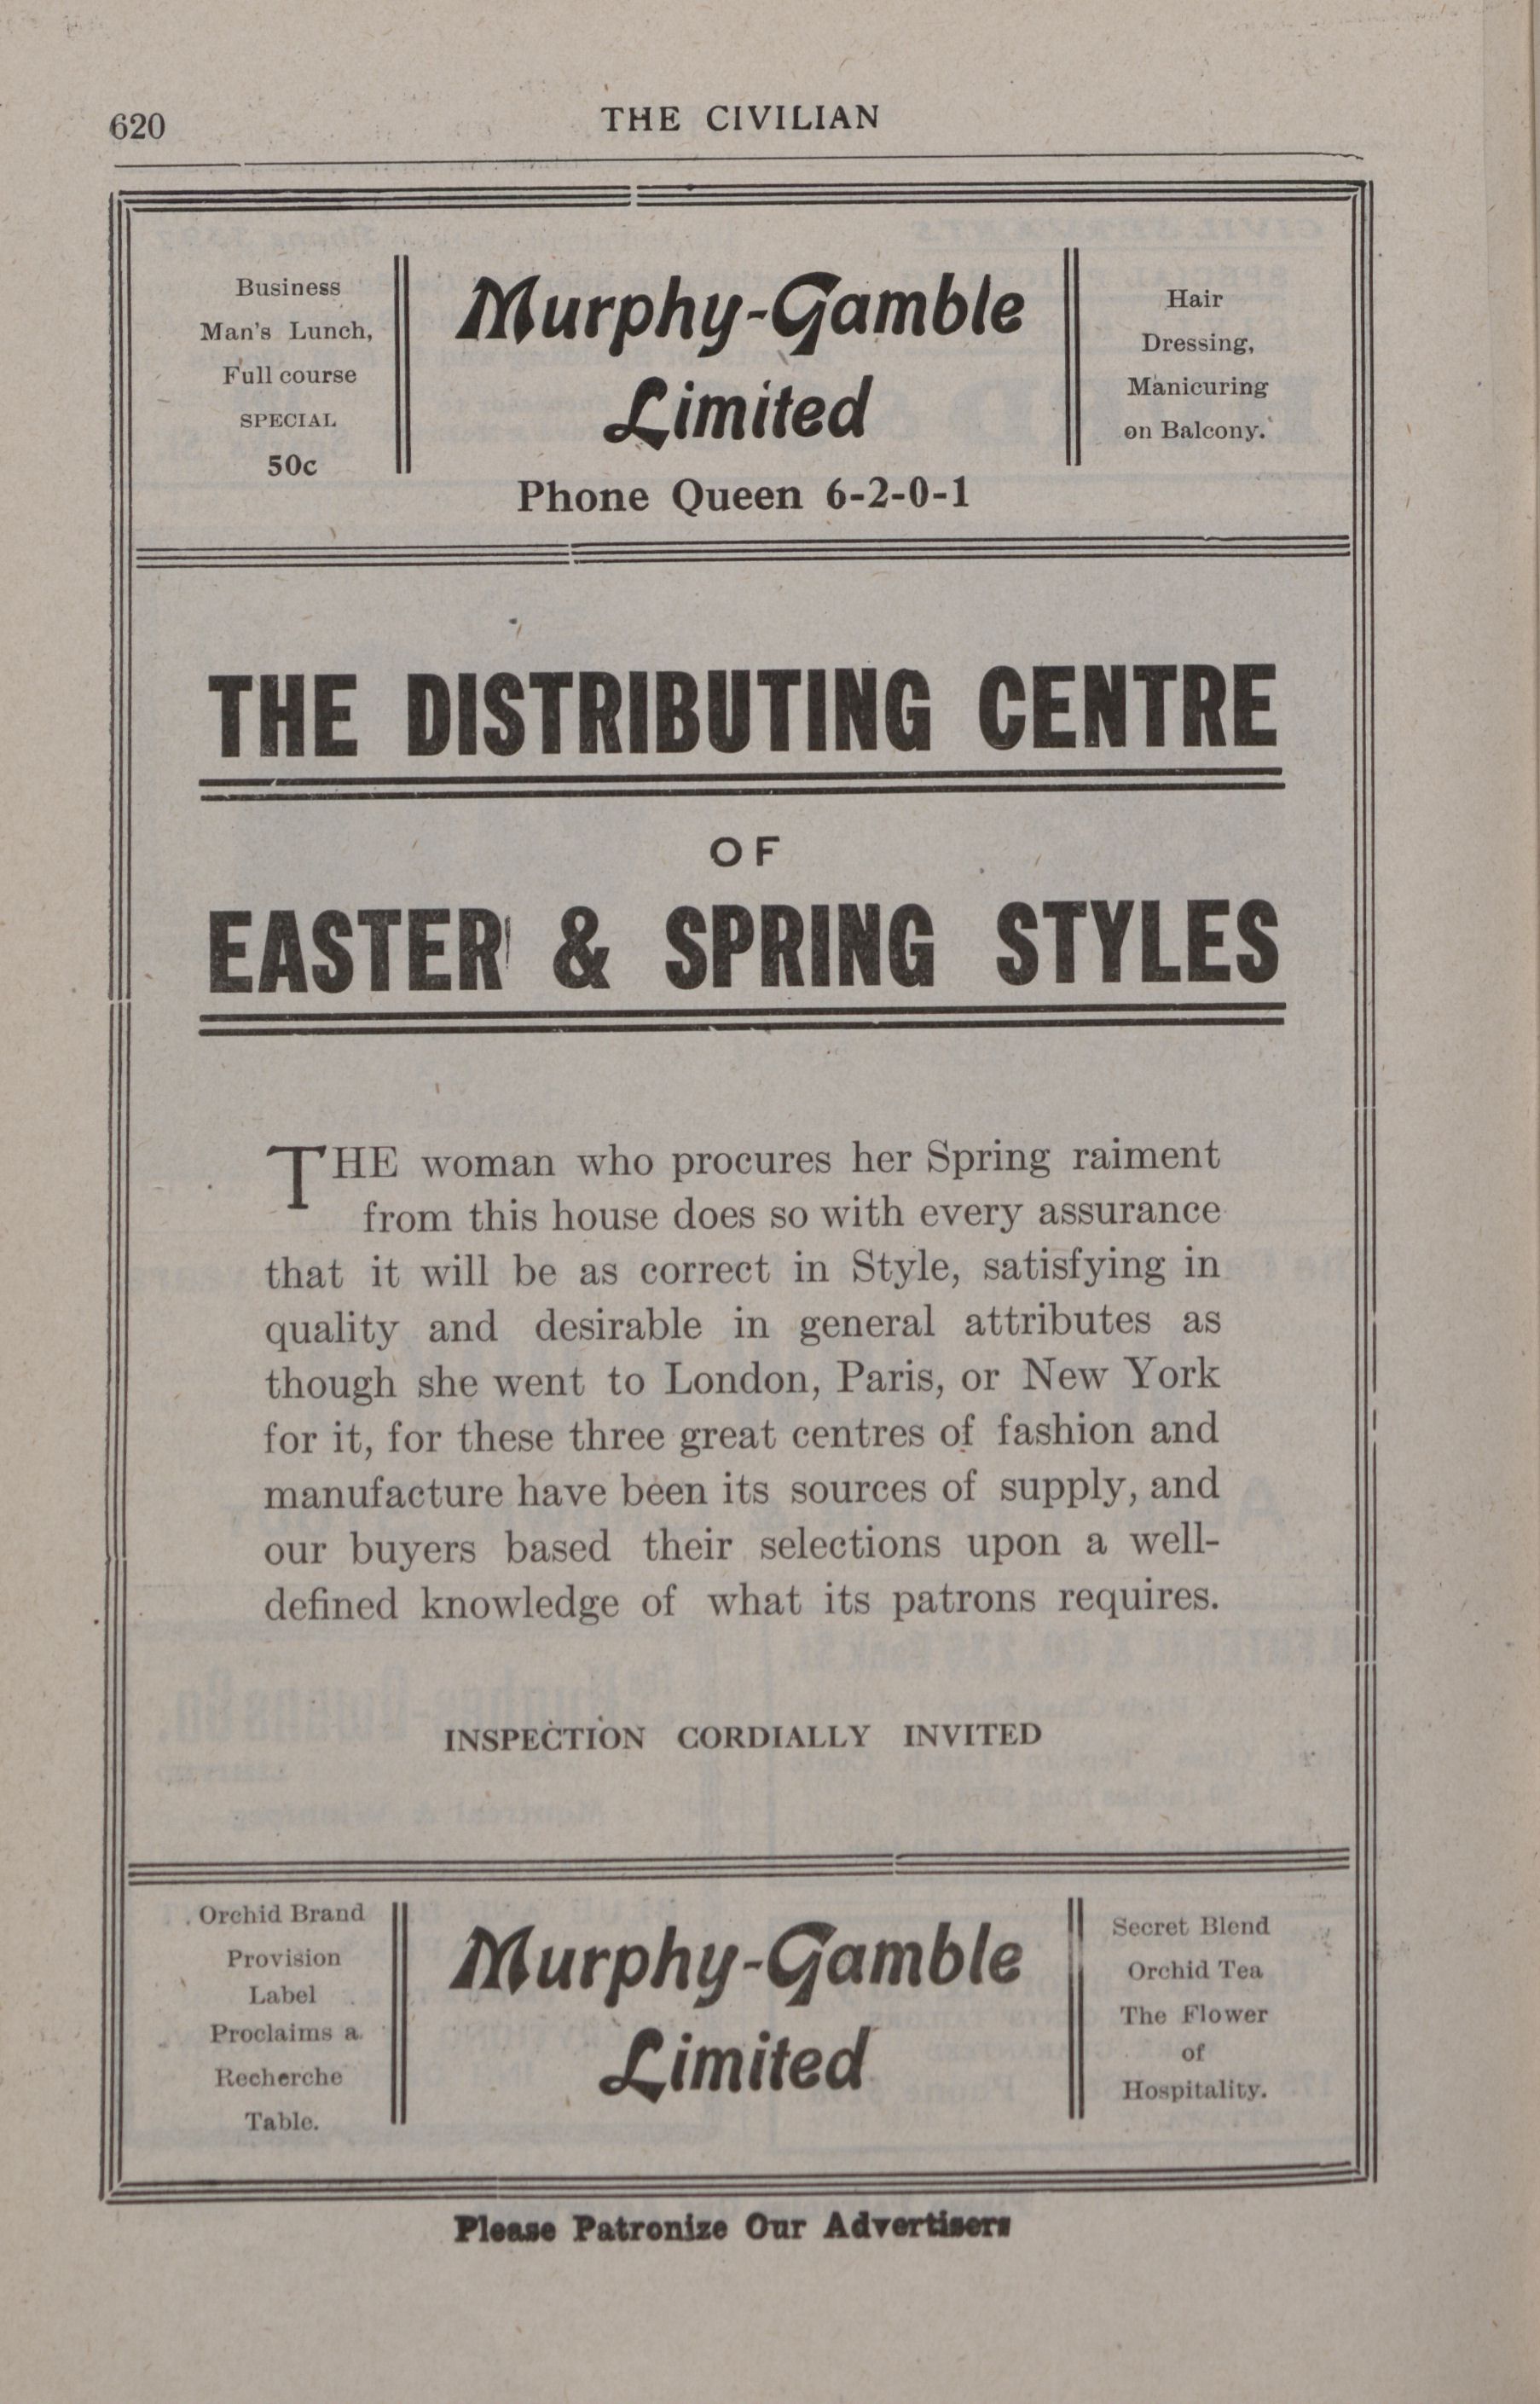 620
THE CIVILIAN
Business
Man's Lunch,
Full course
SPECIAL
50c
Murphy-Gamble
Limited
Phone Queen 6-2-0-1
Hair
Dressing,
Manicuring
on Balcony.
THE DISTRIBUTING CENTRE
OF
EASTER & SPRING STYLES
THE woman who procures her Spring raiment
from this house does so with every assurance
that it will be as correct in Style, satisfying in
quality and desirable in general attributes as
though she went to London, Paris, or New York
for it, for these three great centres of fashion and
manufacture have been its sources of supply, and
our buyers based their selections upon a well-
defined knowledge of what its patrons requires.
INSPECTION CORDIALLY INVITED
Orchid Brand
Provision
Label
Proclaims a
Recherche
Table.
Murphy-Gamble
Limited
Secret Blend
Orchid Tea
The Flower
of
Hospitality.
Please Patronize Our Advertisers